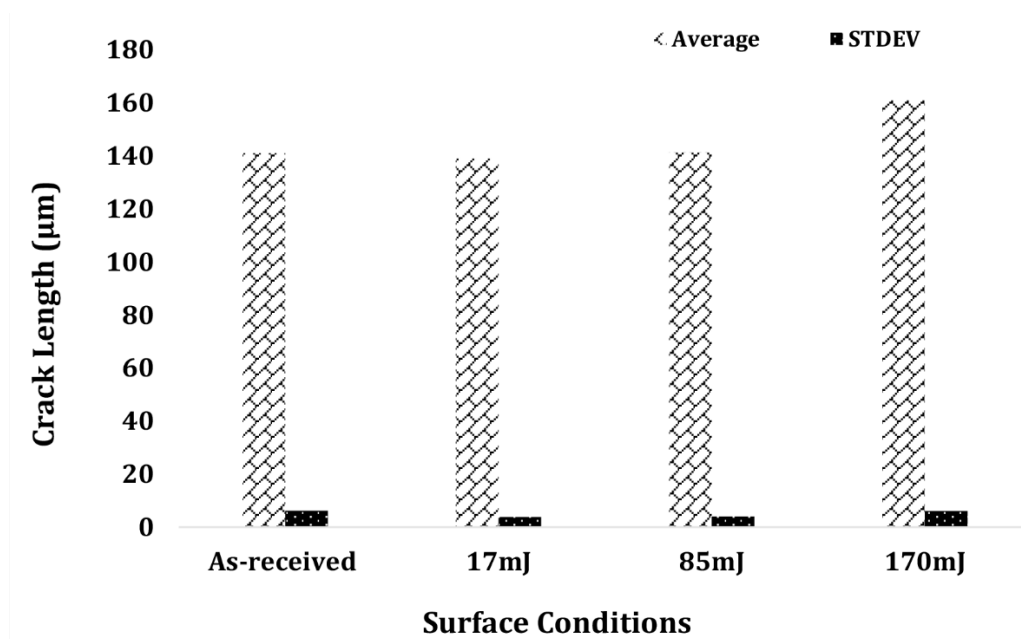 Average STDEV
180
160
140
120
100
80
60
40
20
0
Crack Length (µm)
As-received 17mJ 85mJ 170mJ
Surface Conditions